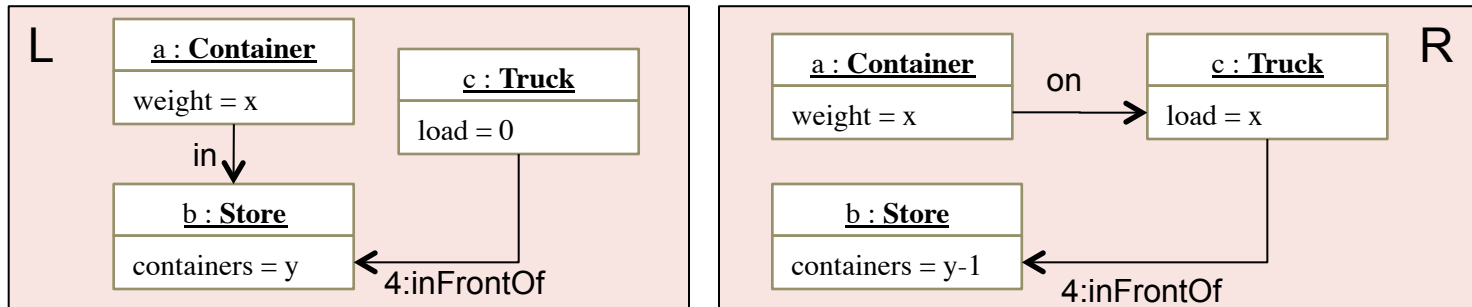 L
a : Container
weight = x
c : Truck
load = 0
in
b : Store
containers = y
4:inFrontOf
R
a : Container
weight = x
on
c : Truck
load = x
b : Store
containers = y-1
4:inFrontOf